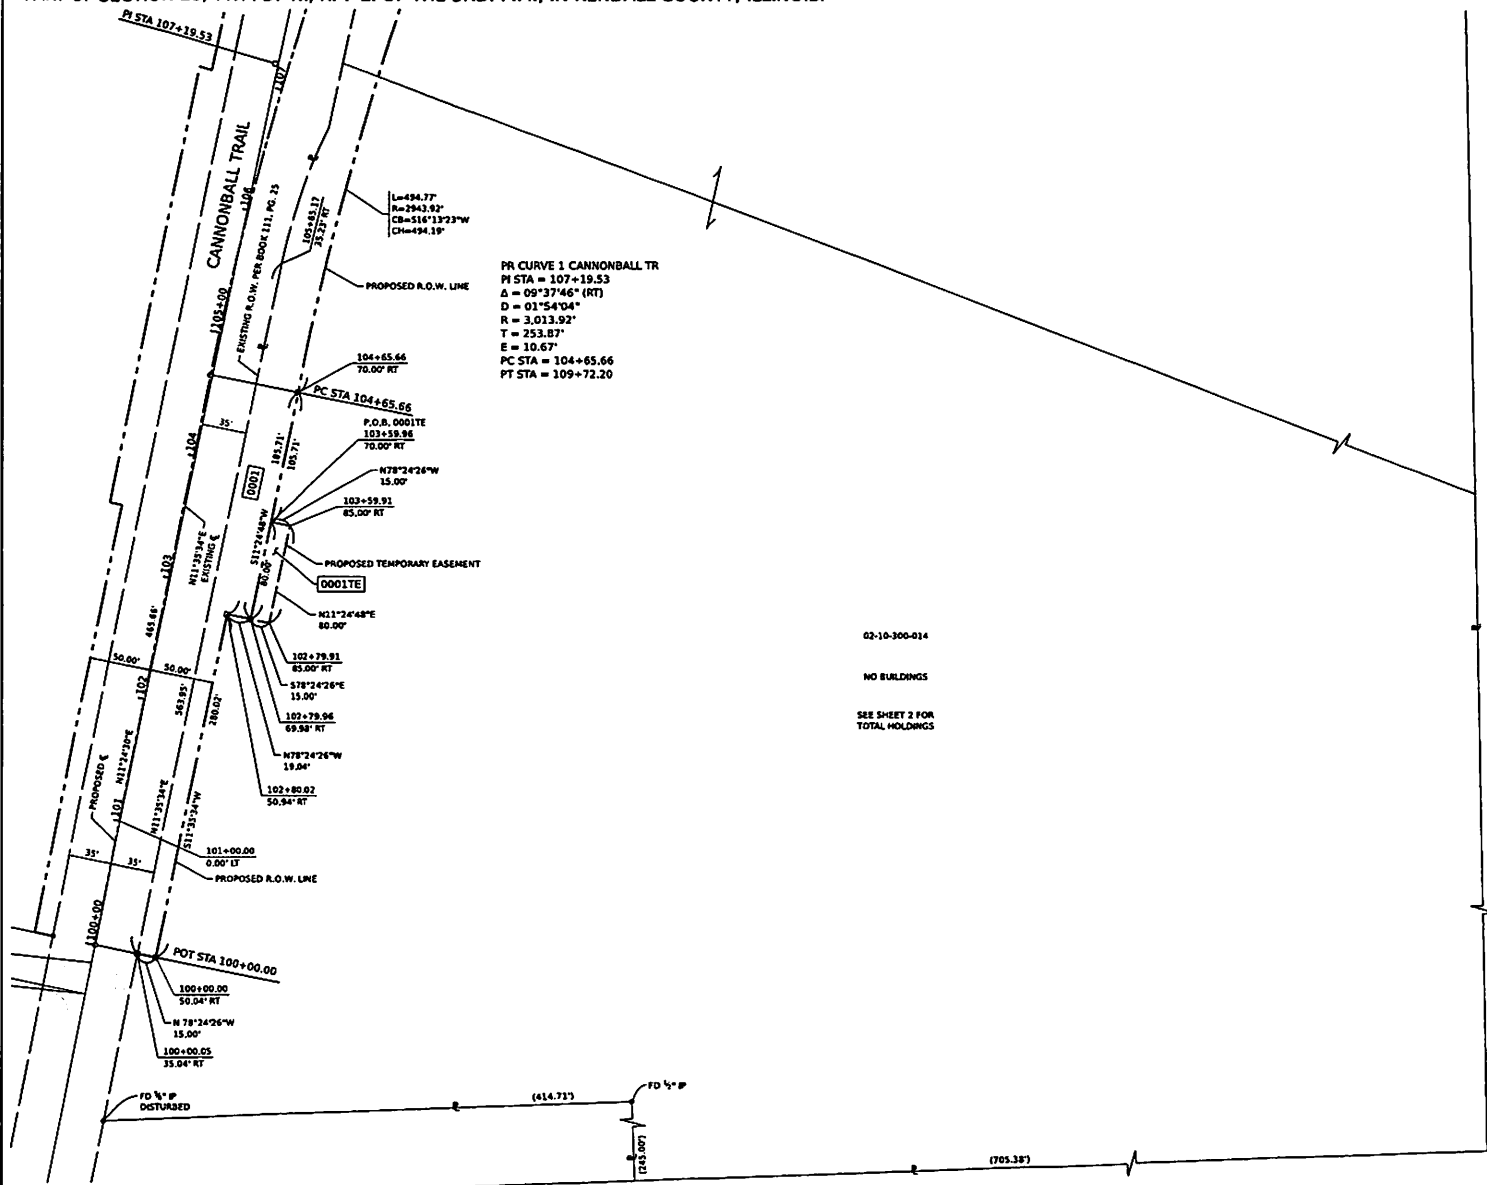 PI STA 107+19.53
107
CANNONBALL TRAIL
106
EXISTING R.O.W. PER BOOK 111, PG. 25
105+65.17
35.23' RT
L=494.77'
R=2943.92'
CB=S16°13'23"W
CH=494.19'
PROPOSED R.O.W. LINE
PR CURVE 1 CANNONBALL TR
PI STA = 107+19.53
Δ = 09°37'46" (RT)
D = 01°54'04"
R = 3,013.92'
T = 253.87'
E = 10.67'
PC STA = 104+65.66
PT STA = 109+72.20
105+00
104+65.66
70.00' RT
PC STA 104+65.66
P.O.B. 0001TE
103+59.96
70.00' RT
35'
104
185.71'
105.71'
0001
N78°24'26"W
15.00'
103+59.91
85.00' RT
S11°24'48"W
80.00'
N11°35'34"E
EXISTING ℄
103
PROPOSED TEMPORARY EASEMENT
0001TE
N11°24'48"E
80.00'
465.66'
02-10-300-014
NO BUILDINGS
SEE SHEET 2 FOR
TOTAL HOLDINGS
50.00'
50.00'
102+79.91
85.00' RT
S78°24'26"E
15.00'
102
563.95'
280.02'
102+79.96
69.98' RT
N78°24'26"W
19.04'
102+80.02
50.94' RT
PROPOSED ℄
N11°24'30"E
101
N11°35'34"E
S11°35'34"W
101+00.00
0.00' LT
35'
35'
PROPOSED R.O.W. LINE
100+00
POT STA 100+00.00
100+00.00
50.04' RT
N 78°24'26"W
15.00'
100+00.05
35.04' RT
DISTURBED
(414.71')
FD ½" IP
(245.00')
(705.38')